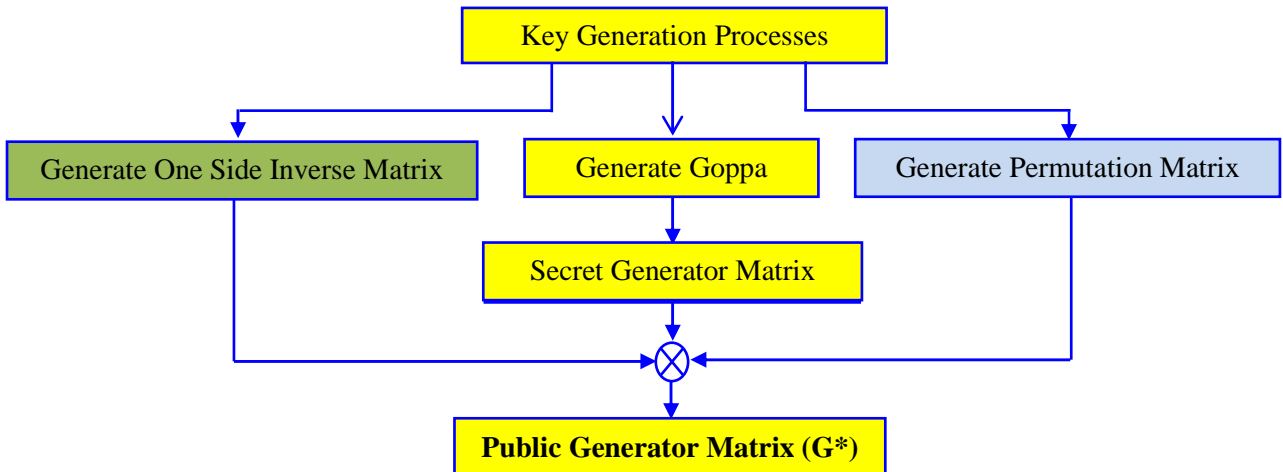 Key Generation Processes
Generate One Side Inverse Matrix
Generate Goppa
Generate Permutation Matrix
Secret Generator Matrix
Public Generator Matrix (G*)